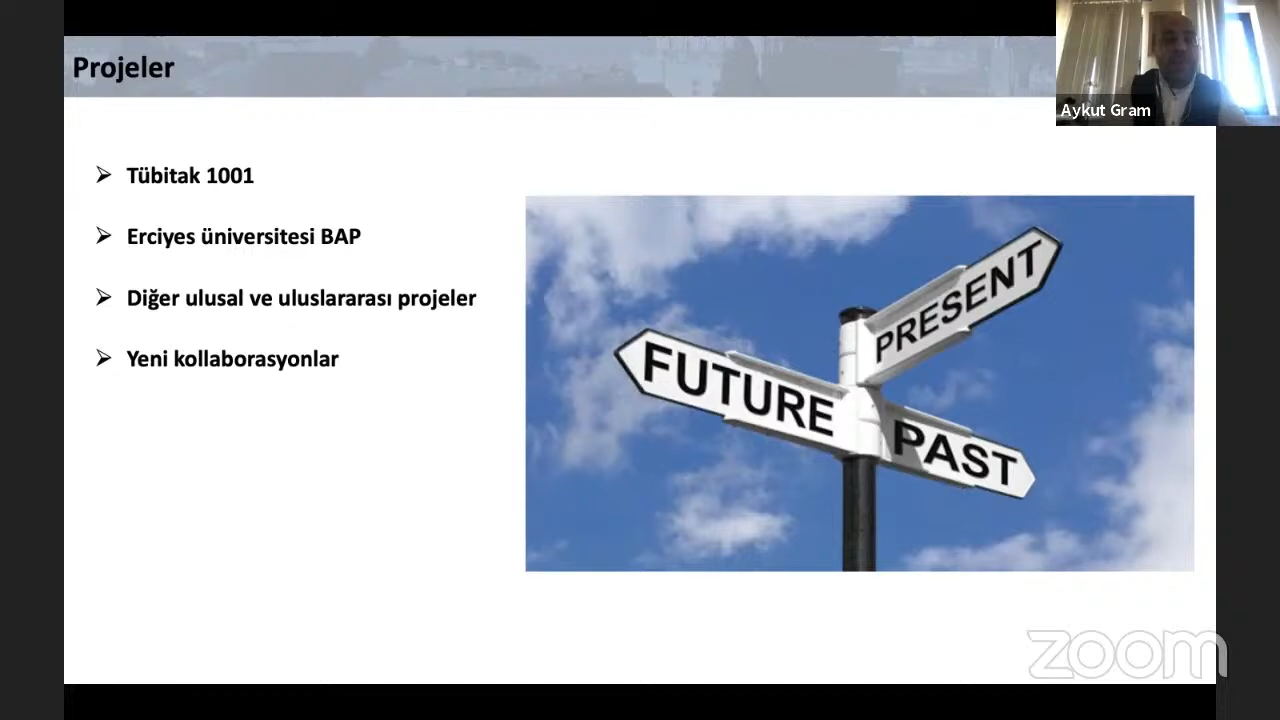 Projeler
Aykut Gram
Tübitak 1001
Erciyes üniversitesi BAP
Diğer ulusal ve uluslararası projeler
Yeni kollaborasyonlar
PRESENT
FUTURE
PAST
zoom